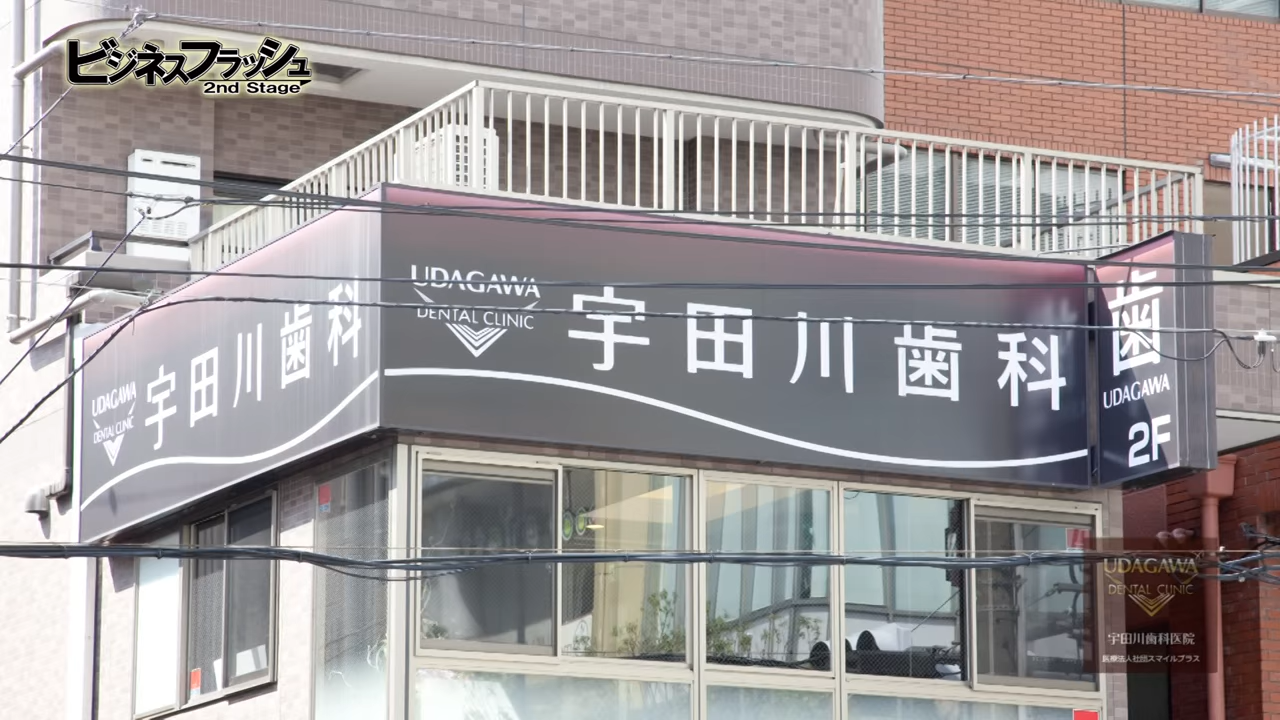 ビジネスフラッシュ
2nd Stage
UDAGAWA
DENTAL CLINIC
宇田川歯科
UDAGAWA
DENTAL CLINIC
宇田川歯科
歯
UDAGAWA
2F
UDAGAWA
DENTAL CLINIC
宇田川歯科医院
医療法人社団スマイルプラス